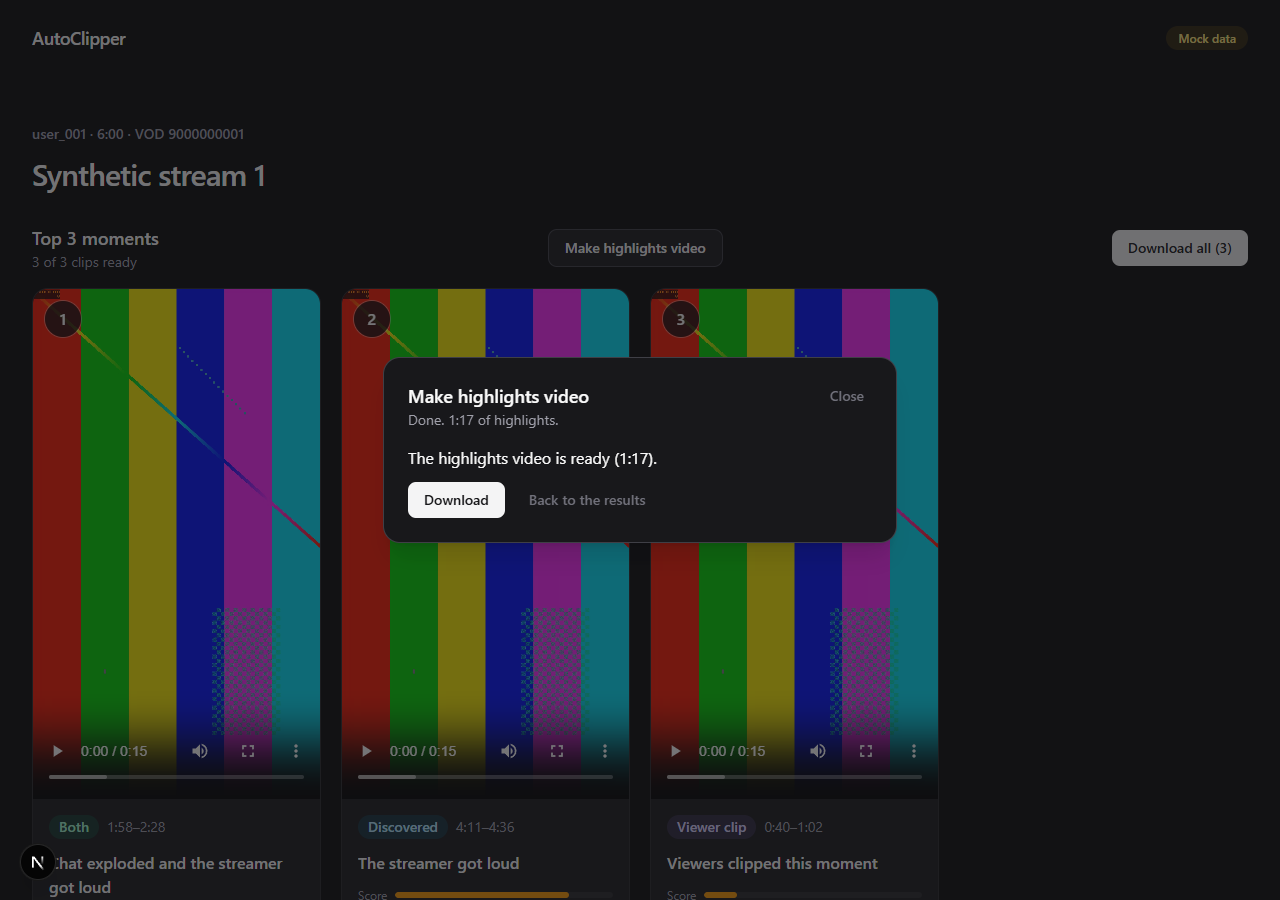 AutoClipper
Mock data
user_001 · 6:00 · VOD 9000000001
Synthetic stream 1
Top 3 moments
3 of 3 clips ready
Make highlights video
Download all (3)
1
2
3
Make highlights video
Close
Done. 1:17 of highlights.
The highlights video is ready (1:17).
Download
Back to the results
0:00 / 0:15
0:00 / 0:15
0:00 / 0:15
Both
1:58–2:28
Chat exploded and the streamer
got loud
Discovered
4:11–4:36
The streamer got loud
Score
Viewer clip
0:40–1:02
Viewers clipped this moment
Score
N